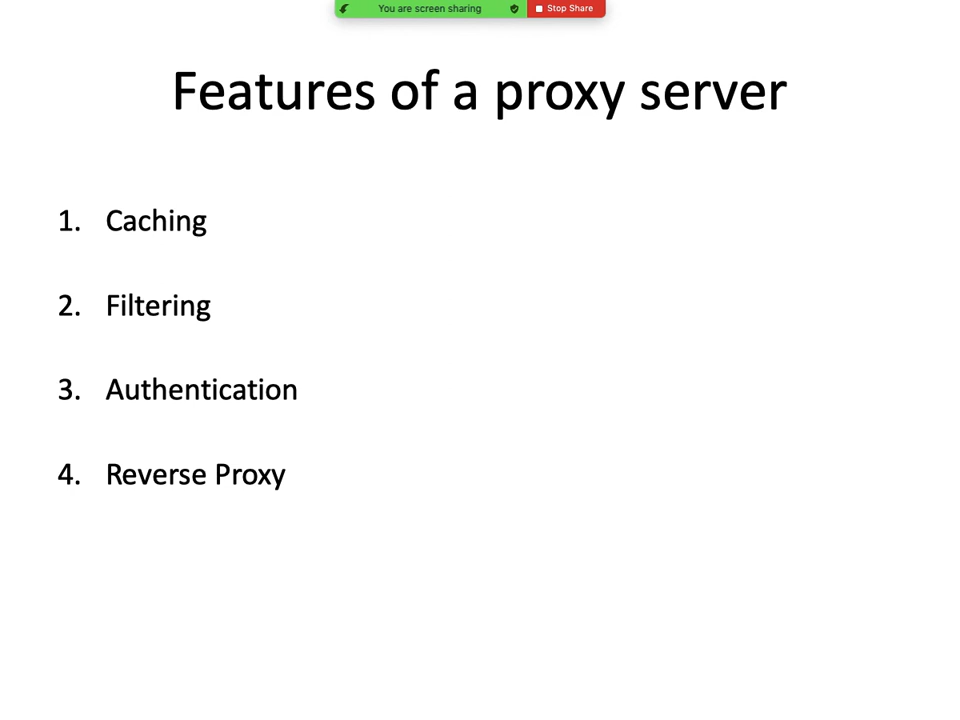 You are screen sharing Stop Share
Features of a proxy server
1. Caching
2. Filtering
3. Authentication
4. Reverse Proxy